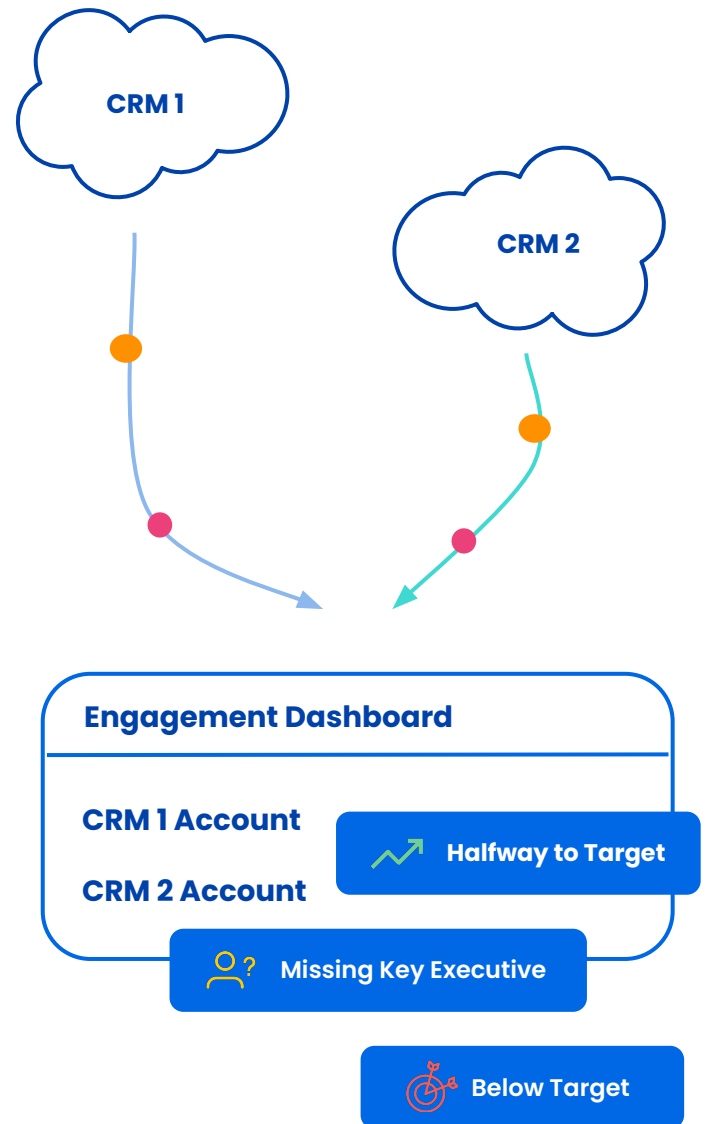 CRM 1
CRM 2
Engagement Dashboard
CRM 1 Account
Halfway to Target
CRM 2 Account
Missing Key Executive
Below Target